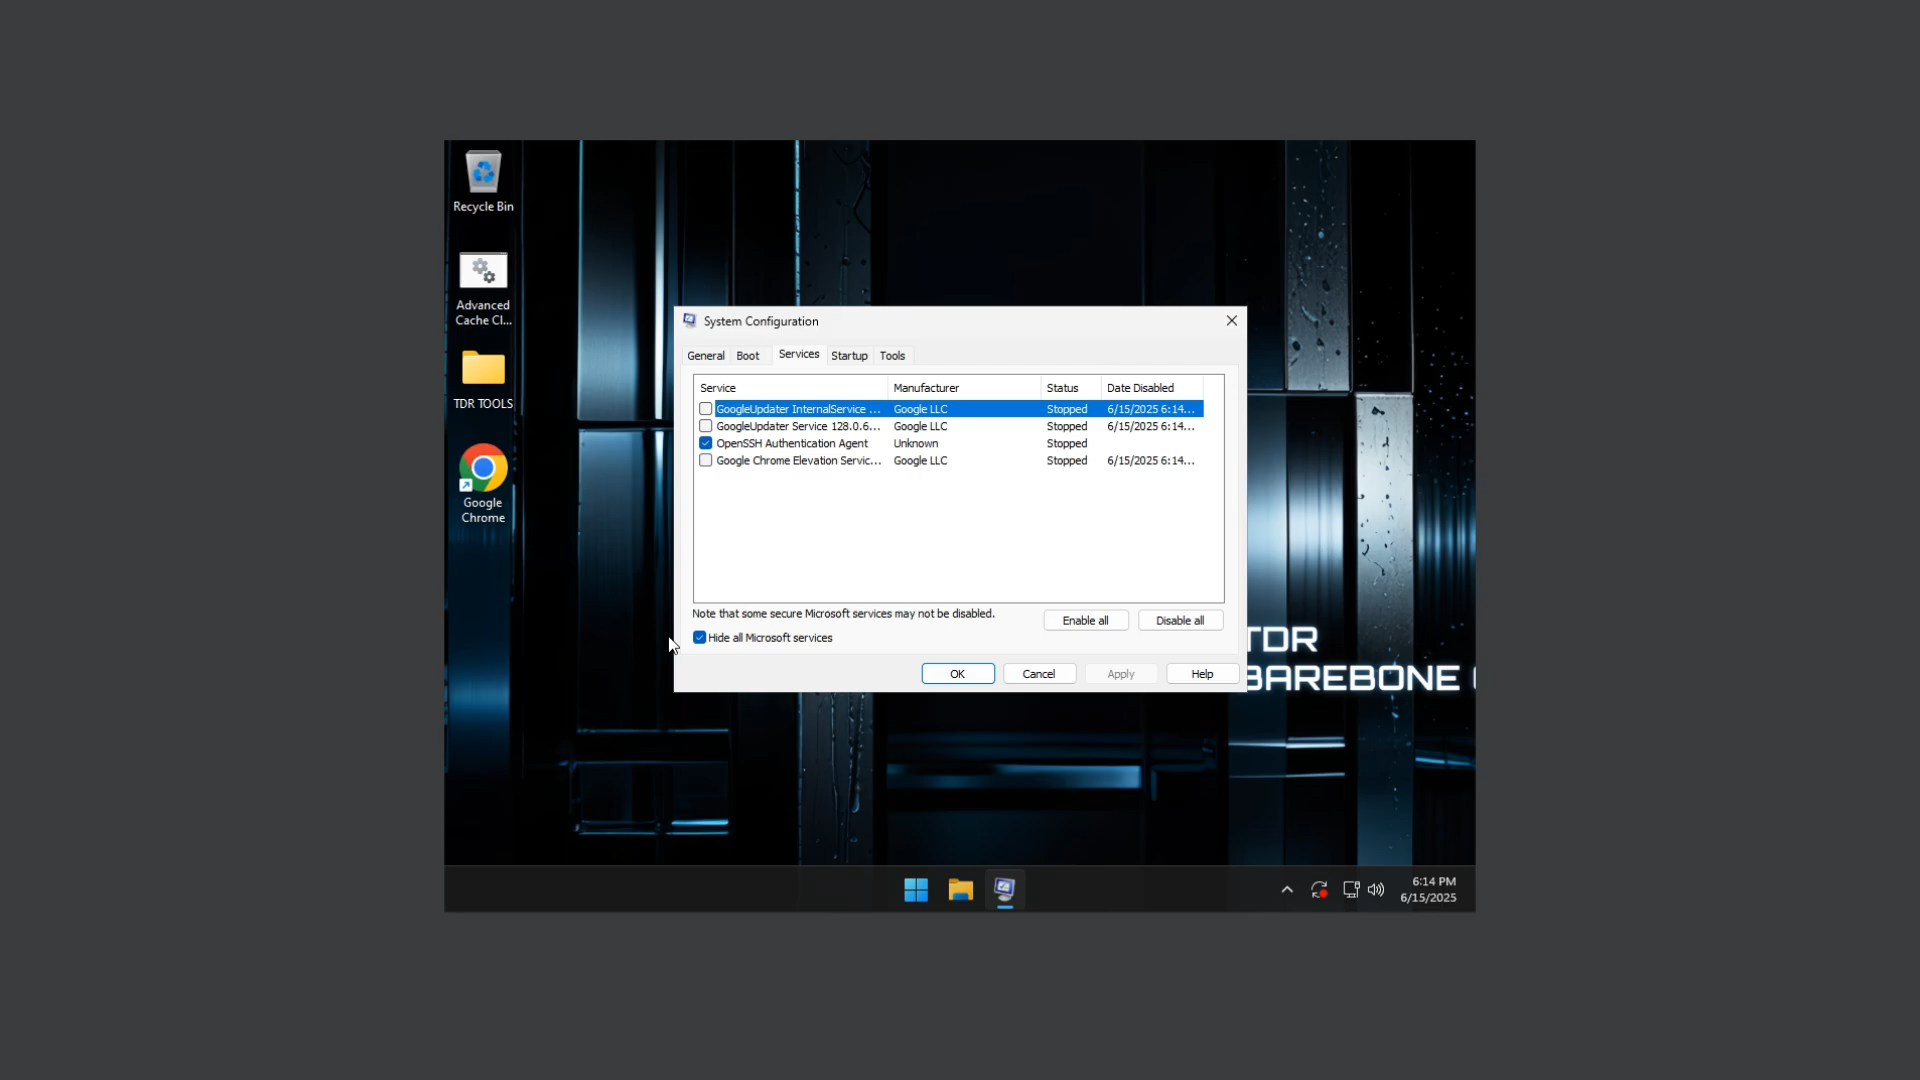 Recycle Bin
Advanced
Cache Cl...
TDR TOOLS
Google
Chrome
System Configuration
General Boot Services Startup Tools
Service Manufacturer Status Date Disabled
GoogleUpdater InternalService ... Google LLC Stopped 6/15/2025 6:14...
GoogleUpdater Service 128.0.6... Google LLC Stopped 6/15/2025 6:14...
OpenSSH Authentication Agent Unknown Stopped
Google Chrome Elevation Servic... Google LLC Stopped 6/15/2025 6:14...
Note that some secure Microsoft services may not be disabled.
Enable all Disable all
Hide all Microsoft services
OK Cancel Apply Help
TDR
BAREBONE
6:14 PM
6/15/2025